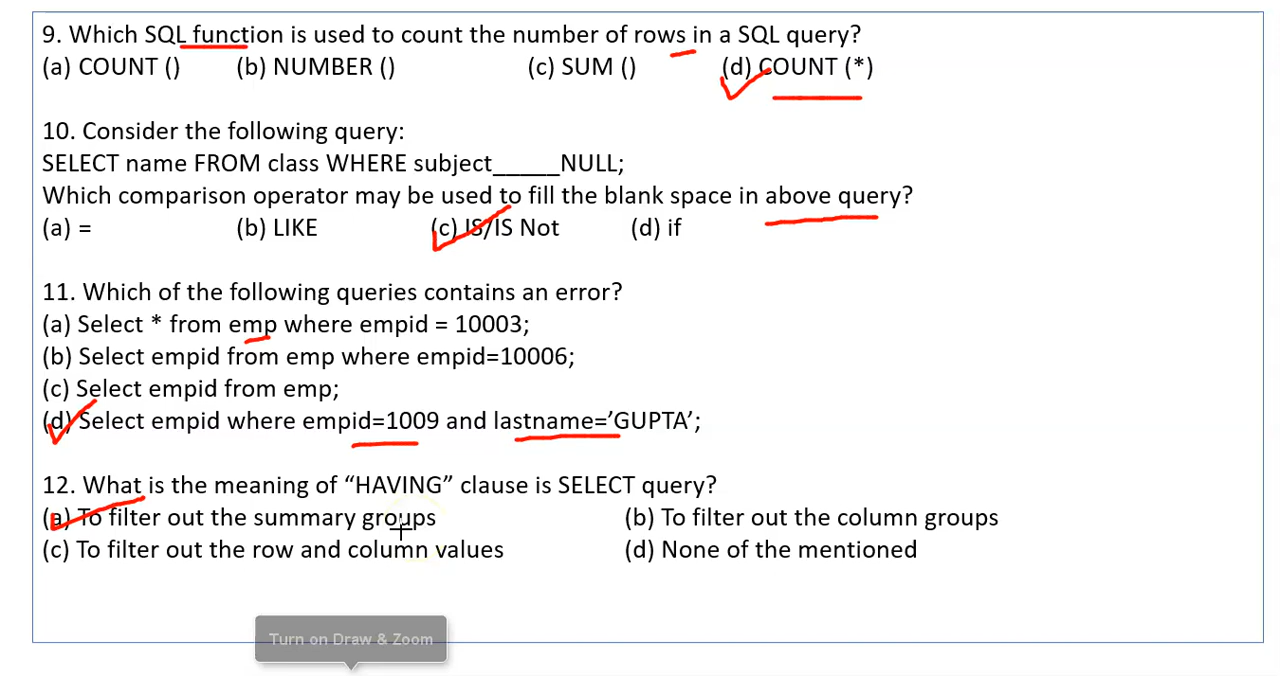 9. Which SQL function is used to count the number of rows in a SQL query?
(a) COUNT () (b) NUMBER () (c) SUM () (d) COUNT (*)
10. Consider the following query:
SELECT name FROM class WHERE subject_____NULL;
Which comparison operator may be used to fill the blank space in above query?
(a) = (b) LIKE (c) IS/IS Not (d) if
11. Which of the following queries contains an error?
(a) Select * from emp where empid = 10003;
(b) Select empid from emp where empid=10006;
(c) Select empid from emp;
(d) Select empid where empid=1009 and lastname=’GUPTA’;
12. What is the meaning of “HAVING” clause is SELECT query?
(a) To filter out the summary groups (b) To filter out the column groups
(c) To filter out the row and column values (d) None of the mentioned
Turn on Draw & Zoom